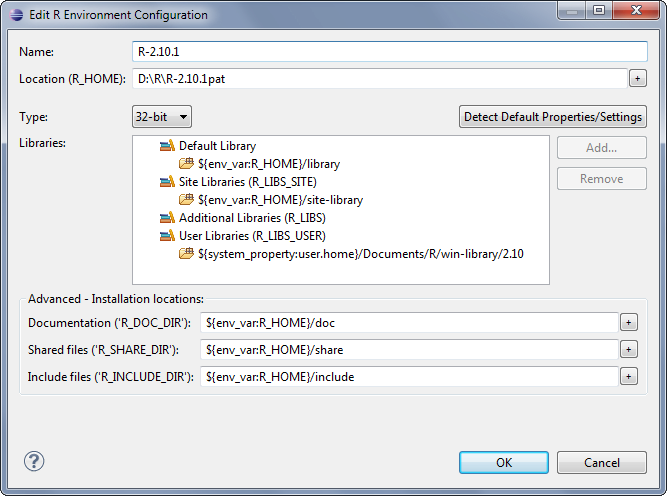 Edit R Environment Configuration
Name: R-2.10.1
Location (R_HOME): D:\R\R-2.10.1pat +
Type: 32-bit Detect Default Properties/Settings
Libraries: Default Library Add...
${env_var:R_HOME}/library
Site Libraries (R_LIBS_SITE) Remove
${env_var:R_HOME}/site-library
Additional Libraries (R_LIBS)
User Libraries (R_LIBS_USER)
${system_property:user.home}/Documents/R/win-library/2.10
Advanced - Installation locations:
Documentation ('R_DOC_DIR'): ${env_var:R_HOME}/doc +
Shared files ('R_SHARE_DIR'): ${env_var:R_HOME}/share +
Include files ('R_INCLUDE_DIR'): ${env_var:R_HOME}/include +
? OK Cancel